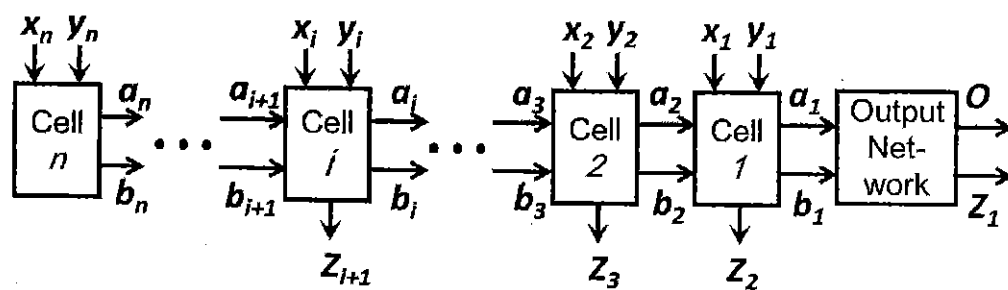 x_n y_n x_i y_i x_2 y_2 x_1 y_1
a_n a_{i+1} a_i a_3 a_2 a_1 O
Cell n
Cell i
Cell 2
Cell 1
Output Net-work
b_n b_{i+1} b_i b_3 b_2 b_1 Z_1
Z_{i+1} Z_3 Z_2